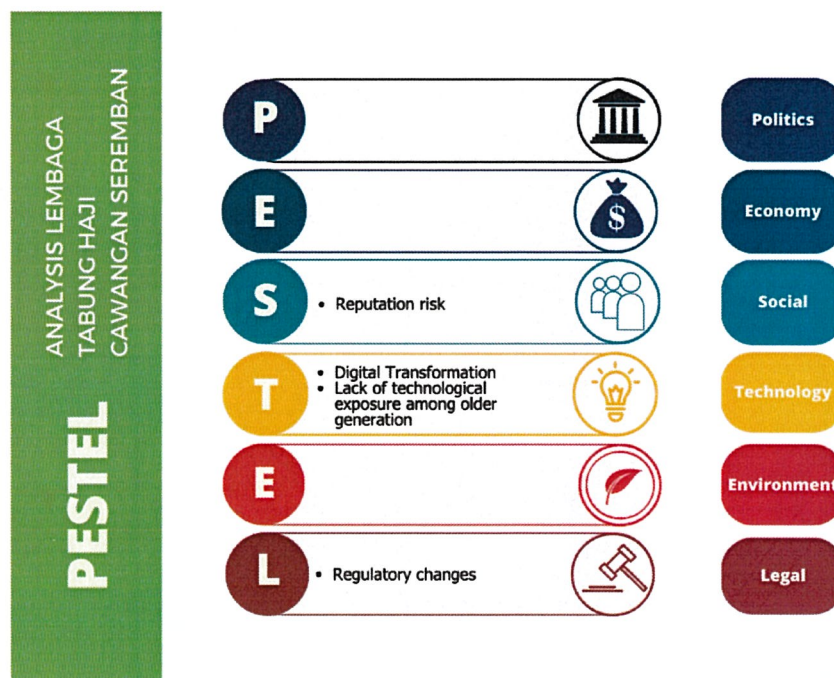 PESTEL
ANALYSIS LEMBAGA
TABUNG HAJI
CAWANGAN SEREMBAN
P
Politics
E
$
Economy
S
• Reputation risk
Social
T
• Digital Transformation
• Lack of technological
exposure among older
generation
Technology
E
Environment
L
• Regulatory changes
Legal